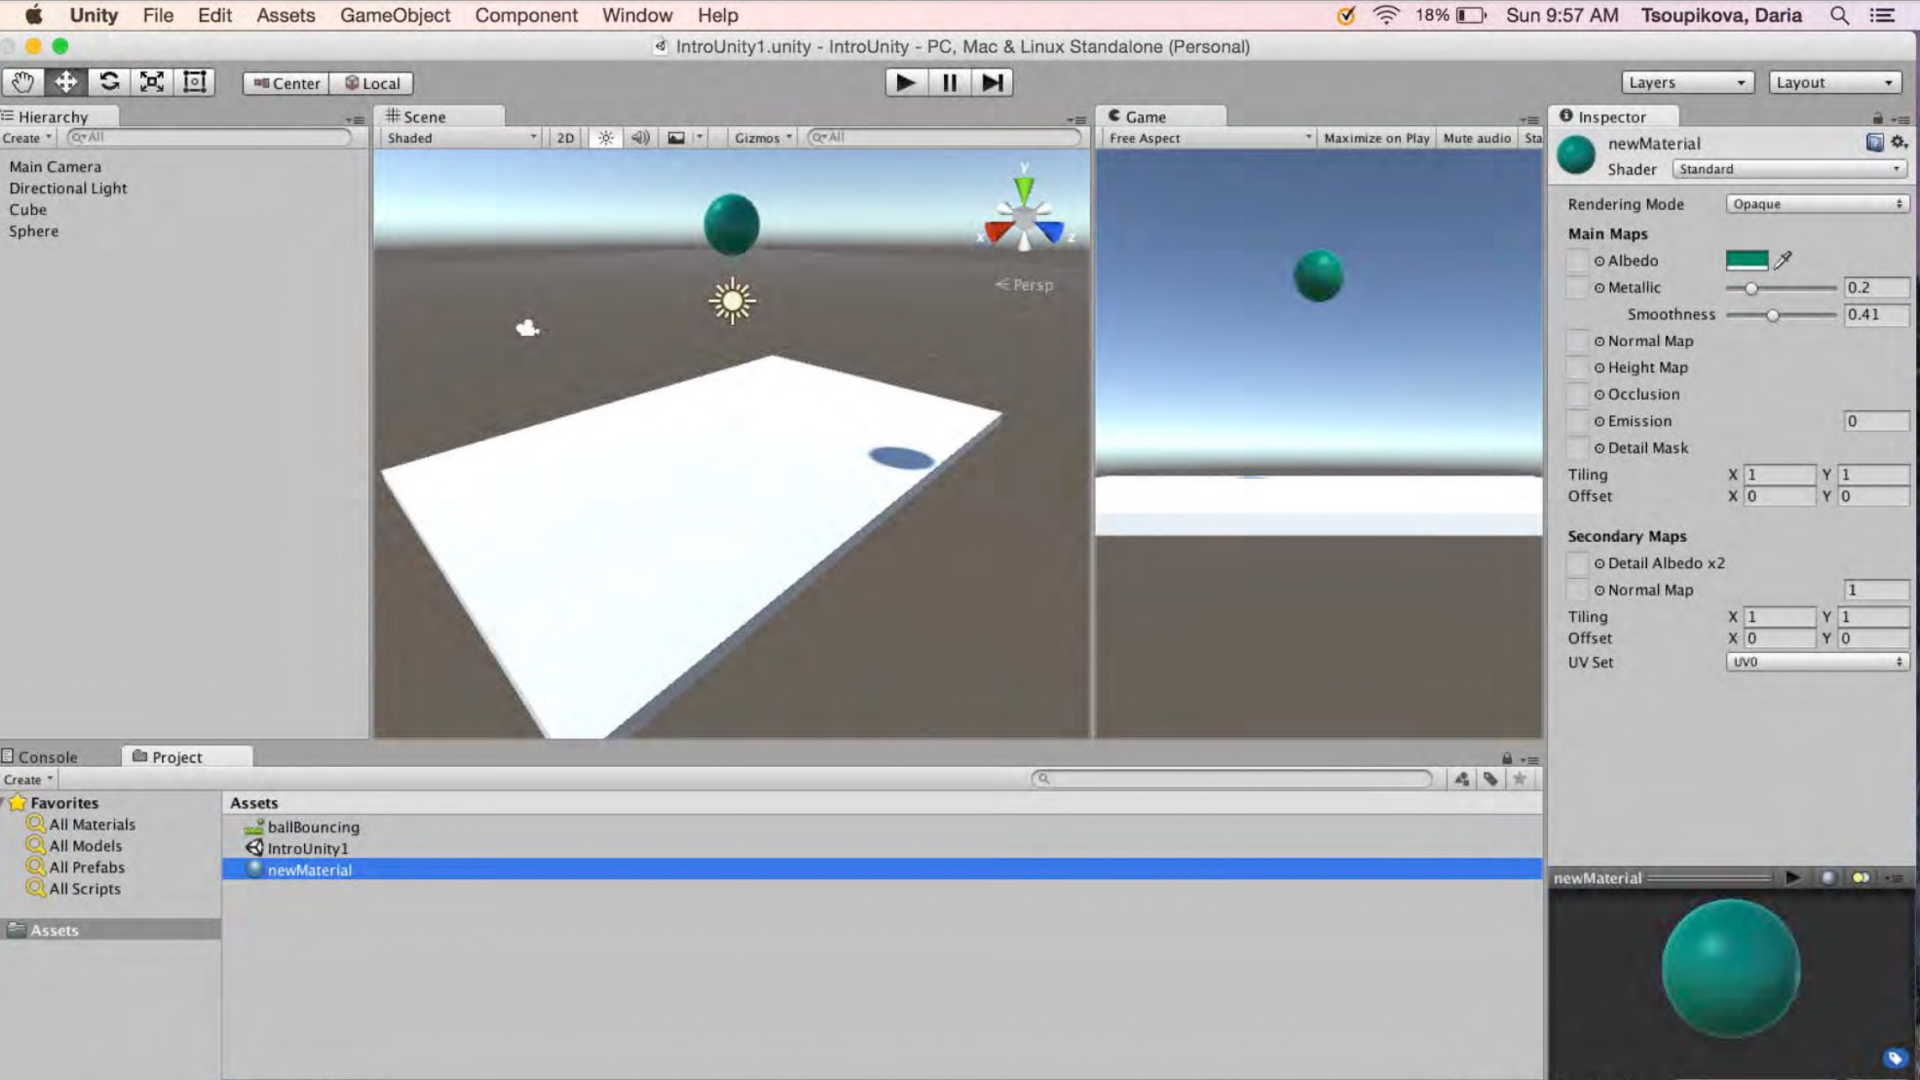 Unity File Edit Assets GameObject Component Window Help 18% Sun 9:57 AM Tsoupikova, Daria
IntroUnity1.unity - IntroUnity - PC, Mac & Linux Standalone (Personal)
Center Local Layers Layout
Hierarchy
Create All
Main Camera
Directional Light
Cube
Sphere
Scene
Shaded 2D Gizmos All
y
x z
Persp
Game
Free Aspect Maximize on Play Mute audio Sta
Inspector
newMaterial
Shader Standard
Rendering Mode Opaque
Main Maps
Albedo
Metallic 0.2
Smoothness 0.41
Normal Map
Height Map
Occlusion
Emission 0
Detail Mask
Tiling X 1 Y 1
Offset X 0 Y 0
Secondary Maps
Detail Albedo x2
Normal Map 1
Tiling X 1 Y 1
Offset X 0 Y 0
UV Set UV0
Console Project
Create
Favorites
All Materials
All Models
All Prefabs
All Scripts
Assets
Assets
ballBouncing
IntroUnity1
newMaterial
newMaterial